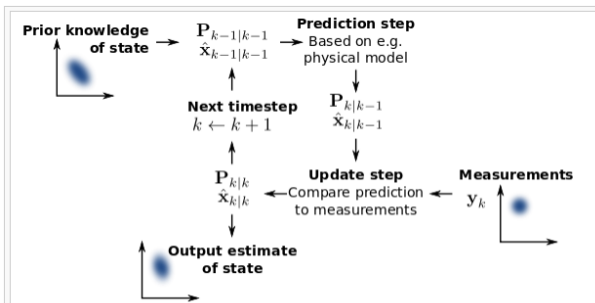 Prior knowledge
of state
P_{k-1|k-1}
x̂_{k-1|k-1}
Prediction step
Based on e.g.
physical model
Next timestep
k ← k + 1
P_{k|k-1}
x̂_{k|k-1}
P_{k|k}
x̂_{k|k}
Update step
Compare prediction
to measurements
Measurements
y_k
Output estimate
of state